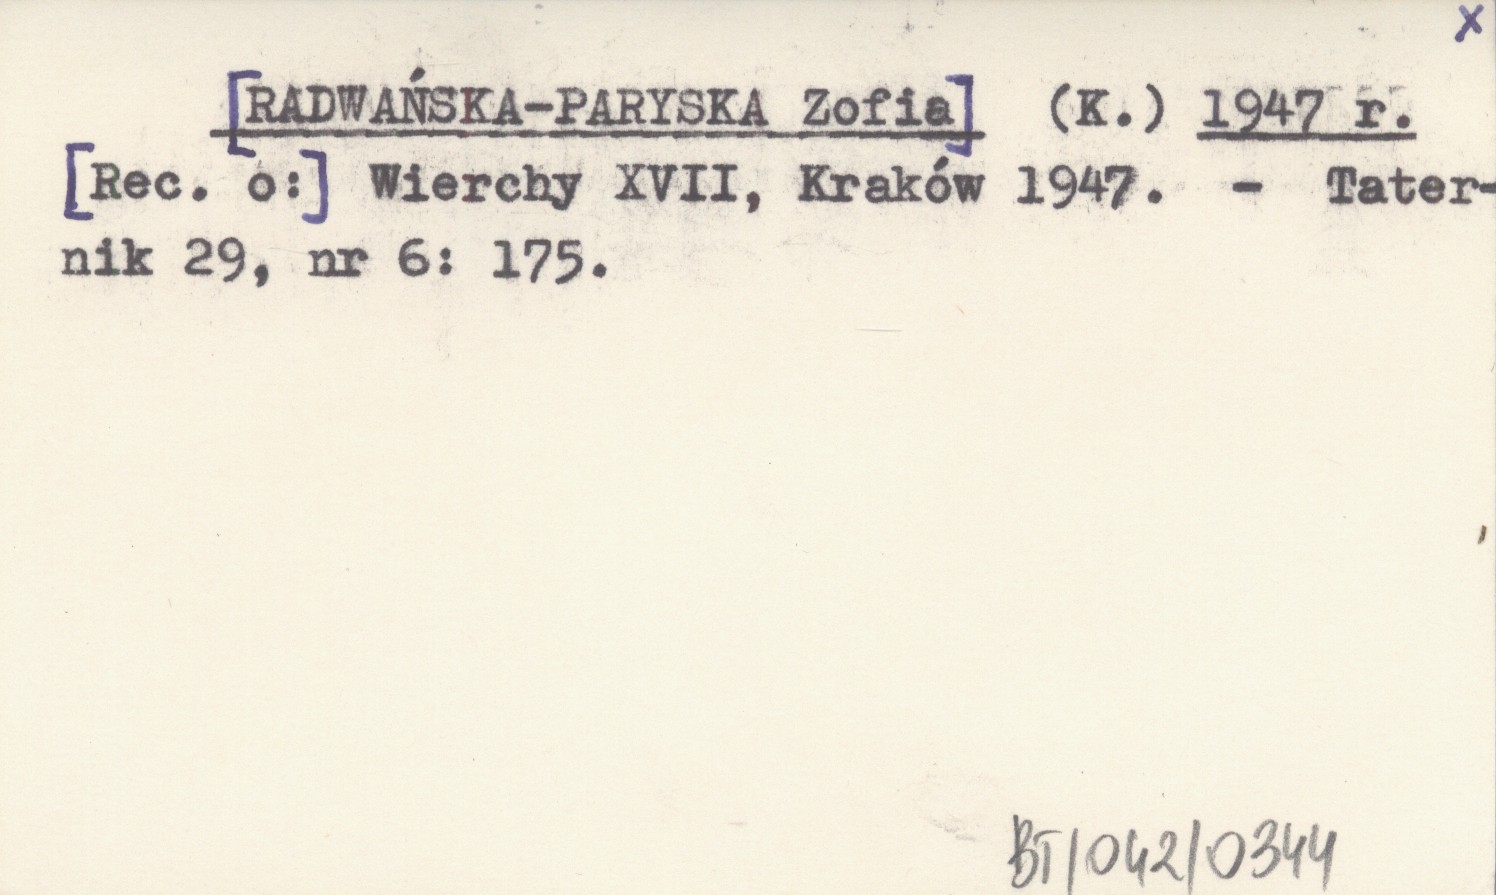 x
[RADWAŃSKA-PARYSKA Zofia] (K.) 1947 r.
[Rec. o:] Wierchy XVII, Kraków 1947. - Tater-
nik 29, nr 6: 175.
BT/042/0344